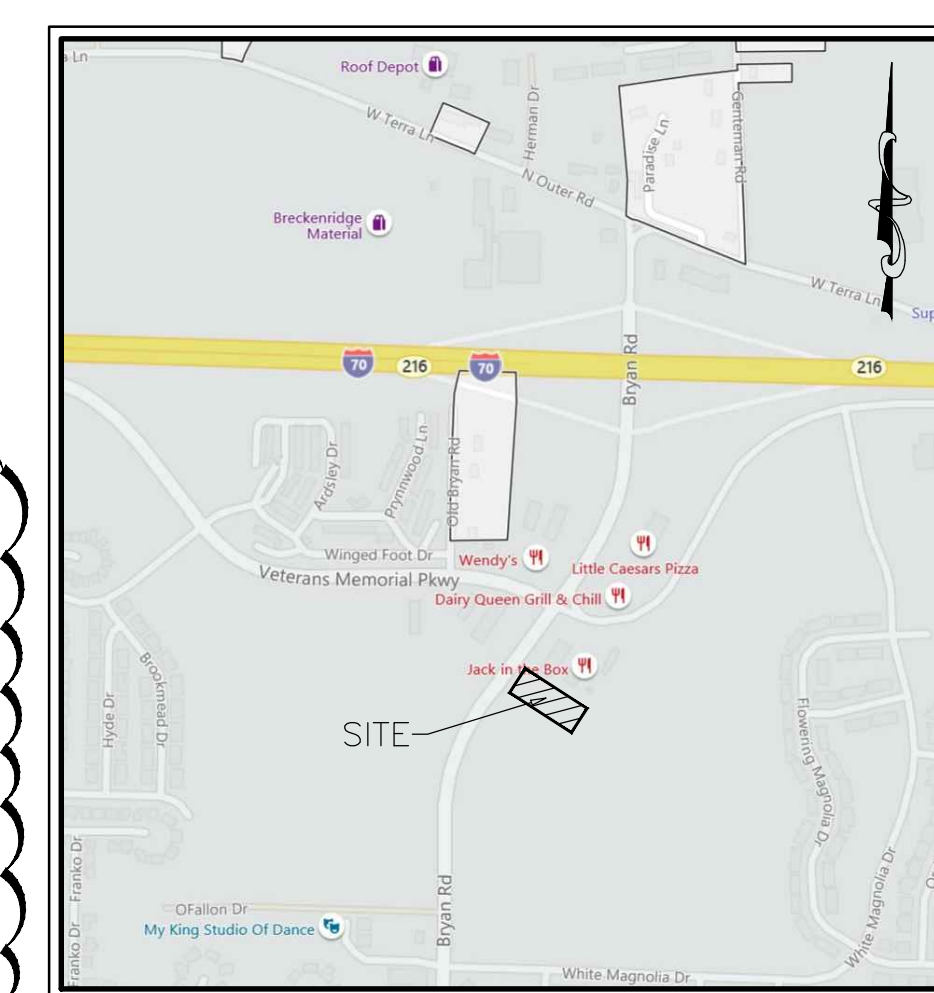 s Ln
Roof Depot
W Terra Ln
Herman Dr
Paradise Ln
Genteman Rd
N Outer Rd
Breckenridge
Material
W Terra Ln
Sup
70
216
70
Bryan Rd
216
Ardsley Dr
Prynnwood Ln
Old Bryan Rd
Winged Foot Dr
Wendy's
Little Caesars Pizza
Veterans Memorial Pkwy
Dairy Queen Grill & Chill
Jack in the Box
Brookmead Dr
Hyde Dr
SITE
Flowering Magnolia Dr
Franko Dr
Franko Dr
OFallon Dr
My King Studio Of Dance
Bryan Rd
White Magnolia Dr
White Magnolia Dr
Or